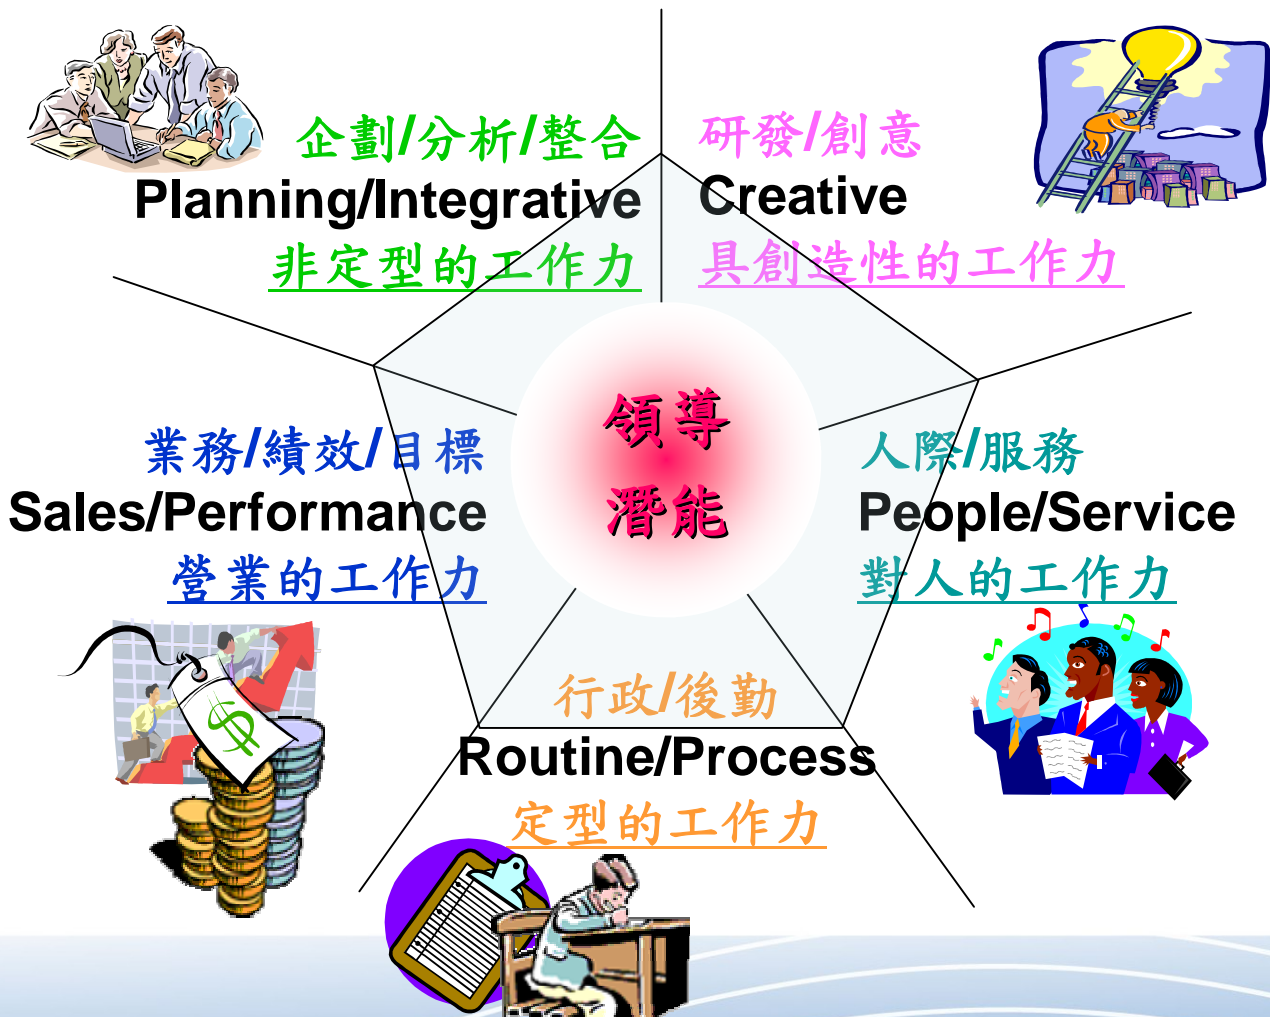 企劃/分析/整合
Planning/Integrative
非定型的工作力
研發/創意
Creative
具創造性的工作力
領導
潛能
業務/績效/目標
Sales/Performance
營業的工作力
人際/服務
People/Service
對人的工作力
行政/後勤
Routine/Process
定型的工作力
$